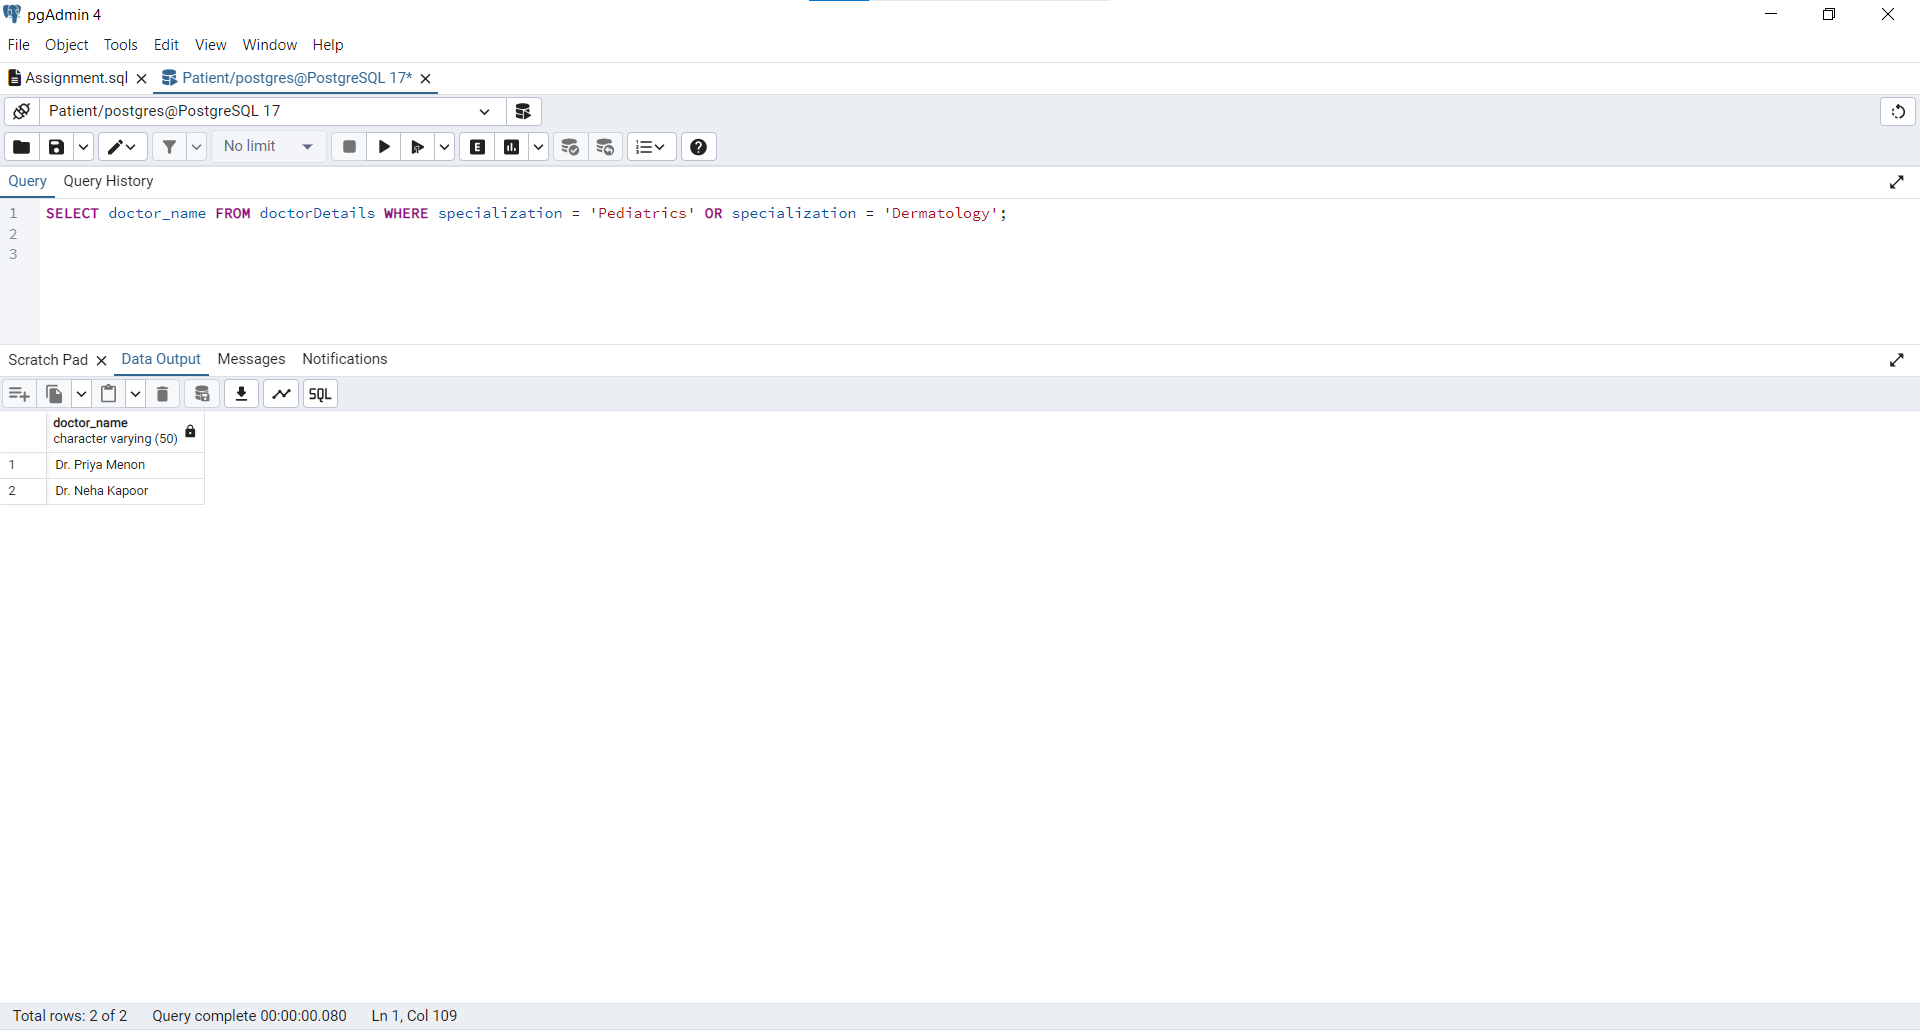 pgAdmin 4
File Object Tools Edit View Window Help
Assignment.sql Patient/postgres@PostgreSQL 17*
Patient/postgres@PostgreSQL 17
No limit E
Query Query History
1 SELECT doctor_name FROM doctorDetails WHERE specialization = 'Pediatrics' OR specialization = 'Dermatology';
2
3
Scratch Pad Data Output Messages Notifications
SQL
doctor_name
character varying (50)
1 Dr. Priya Menon
2 Dr. Neha Kapoor
Total rows: 2 of 2 Query complete 00:00:00.080 Ln 1, Col 109